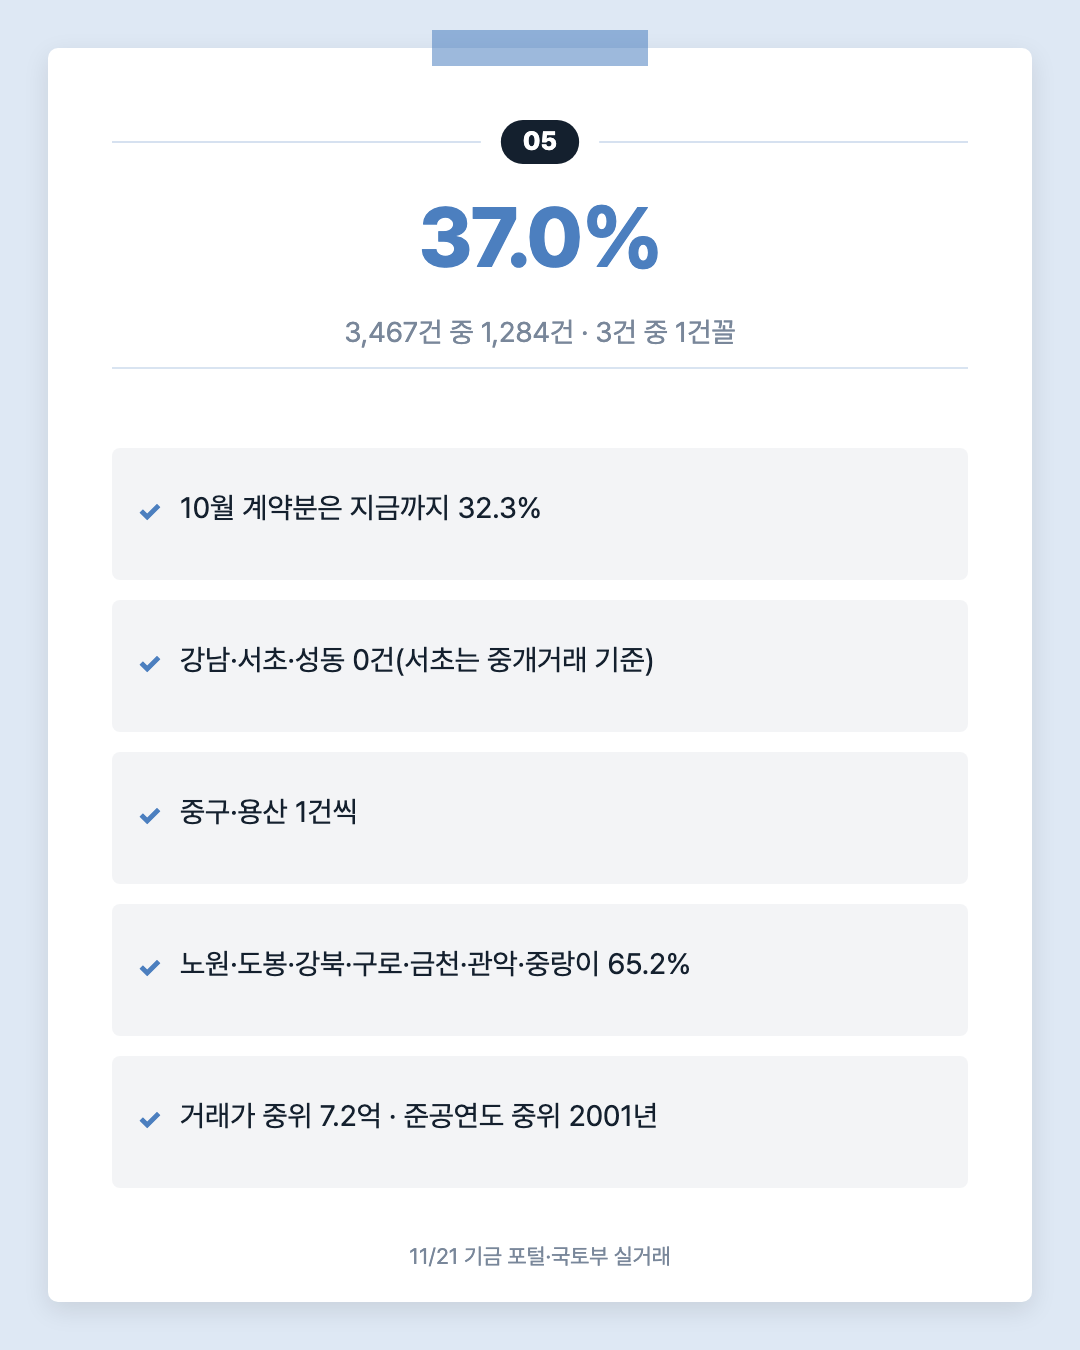 05
37.0%
3,467건 중 1,284건 · 3건 중 1건꼴
10월 계약분은 지금까지 32.3%
강남·서초·성동 0건(서초는 중개거래 기준)
중구·용산 1건씩
노원·도봉·강북·구로·금천·관악·중랑이 65.2%
거래가 중위 7.2억 · 준공연도 중위 2001년
11/21 기금 포털·국토부 실거래